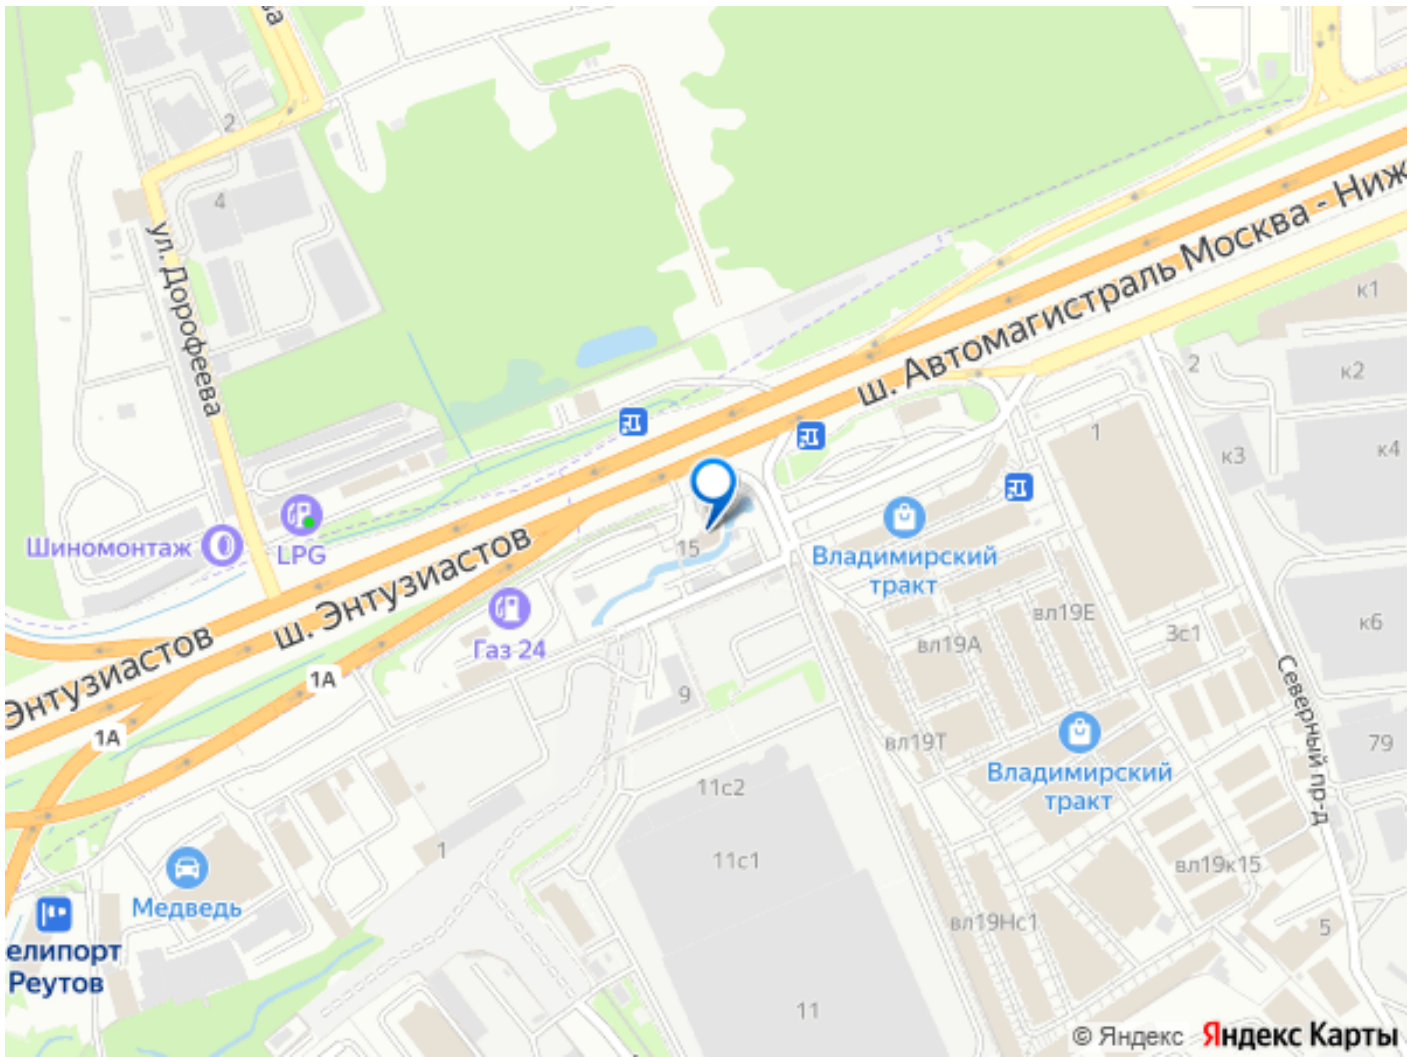 ва
2
4
ул. Дорофеева
ш. Автомагистраль Москва - Ниж
к1
2
к2
1
к3
к4
Шиномонтаж
LPG
15
Владимирский
тракт
ш. Энтузиастов
Газ 24
вл19Е
вл19А
3с1
к6
Энтузиастов
1А
1А
9
Северный пр-д
вл19Т
79
Владимирский
тракт
11с2
1
11с1
вл19к15
Медведь
вл19Нс1
5
елипорт
Реутов
11
© Яндекс Яндекс Карты